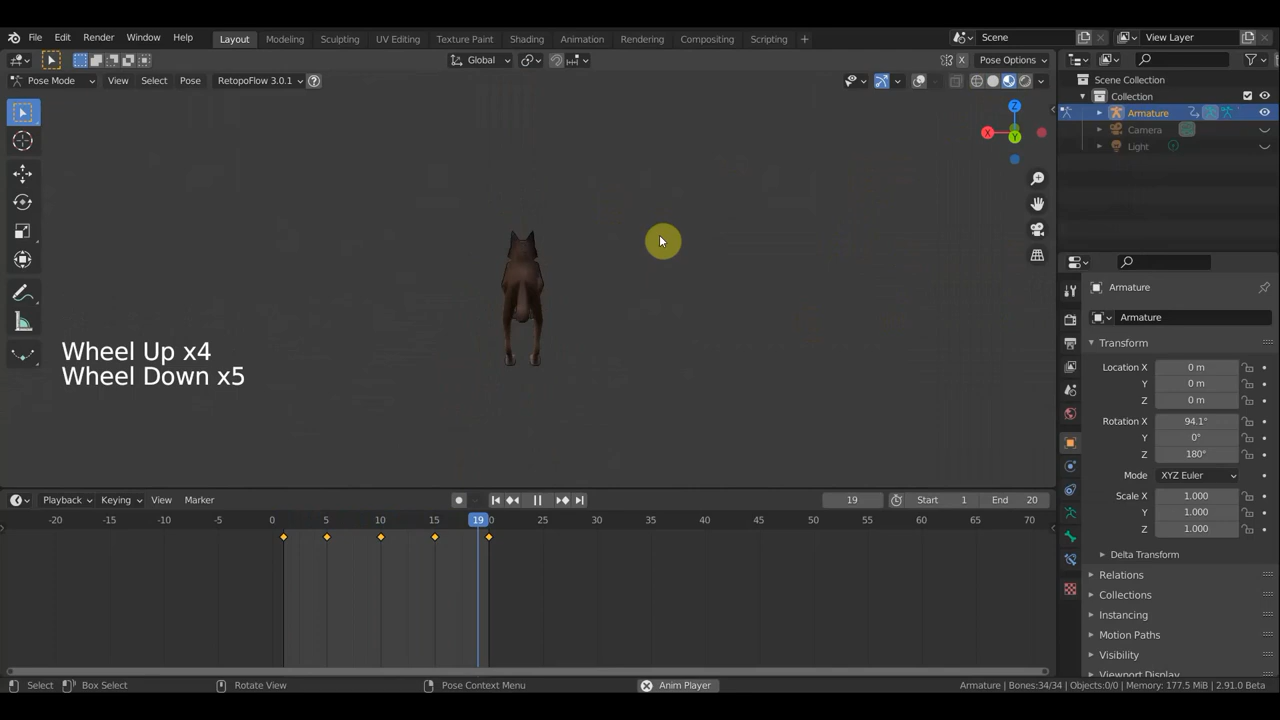 File Edit Render Window Help Layout Modeling Sculpting UV Editing Texture Paint Shading Animation Rendering Compositing Scripting + Scene View Layer
Global X Pose Options
Pose Mode View Select Pose RetopoFlow 3.0.1 ?
Scene Collection
Collection
Armature
Camera
Light
Z
X
Y
Wheel Up x4
Wheel Down x5
Armature
Armature
Transform
Location X 0 m
Y 0 m
Z 0 m
Rotation X 94.1°
Y 0°
Z 180°
Mode XYZ Euler
Scale X 1.000
Y 1.000
Z 1.000
Delta Transform
Relations
Collections
Instancing
Motion Paths
Visibility
Viewport Display
Playback Keying View Marker 19 Start 1 End 20
-20 -15 -10 -5 0 5 10 15 19 20 25 30 35 40 45 50 55 60 65 70
Select Box Select Rotate View Pose Context Menu Anim Player Armature | Bones:34/34 | Objects:0/0 | Memory: 177.5 MiB | 2.91.0 Beta